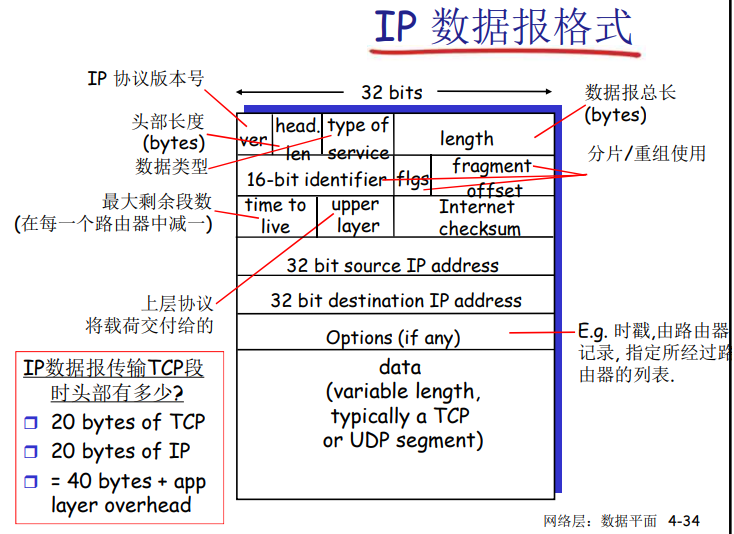 IP 数据报格式
IP 协议版本号
32 bits
数据报总长
(bytes)
头部长度
(bytes)
数据类型
ver
head.
len
type of
service
length
分片/重组使用
16-bit identifier
flgs
fragment
offset
最大剩余段数
(在每一个路由器中减一)
time to
live
upper
layer
Internet
checksum
32 bit source IP address
上层协议
将载荷交付给的
32 bit destination IP address
Options (if any)
E.g. 时戳,由路由器
记录, 指定所经过路
由器的列表.
data
(variable length,
typically a TCP
or UDP segment)
IP数据报传输TCP段
时头部有多少?
20 bytes of TCP
20 bytes of IP
= 40 bytes + app
layer overhead
网络层：数据平面 4-34